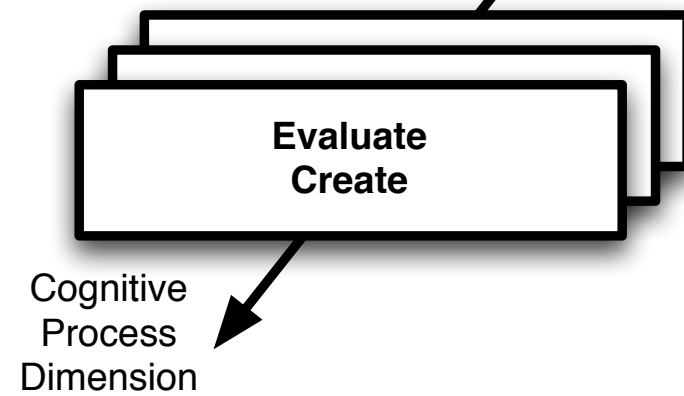 Evaluate
Create
Cognitive
Process
Dimension